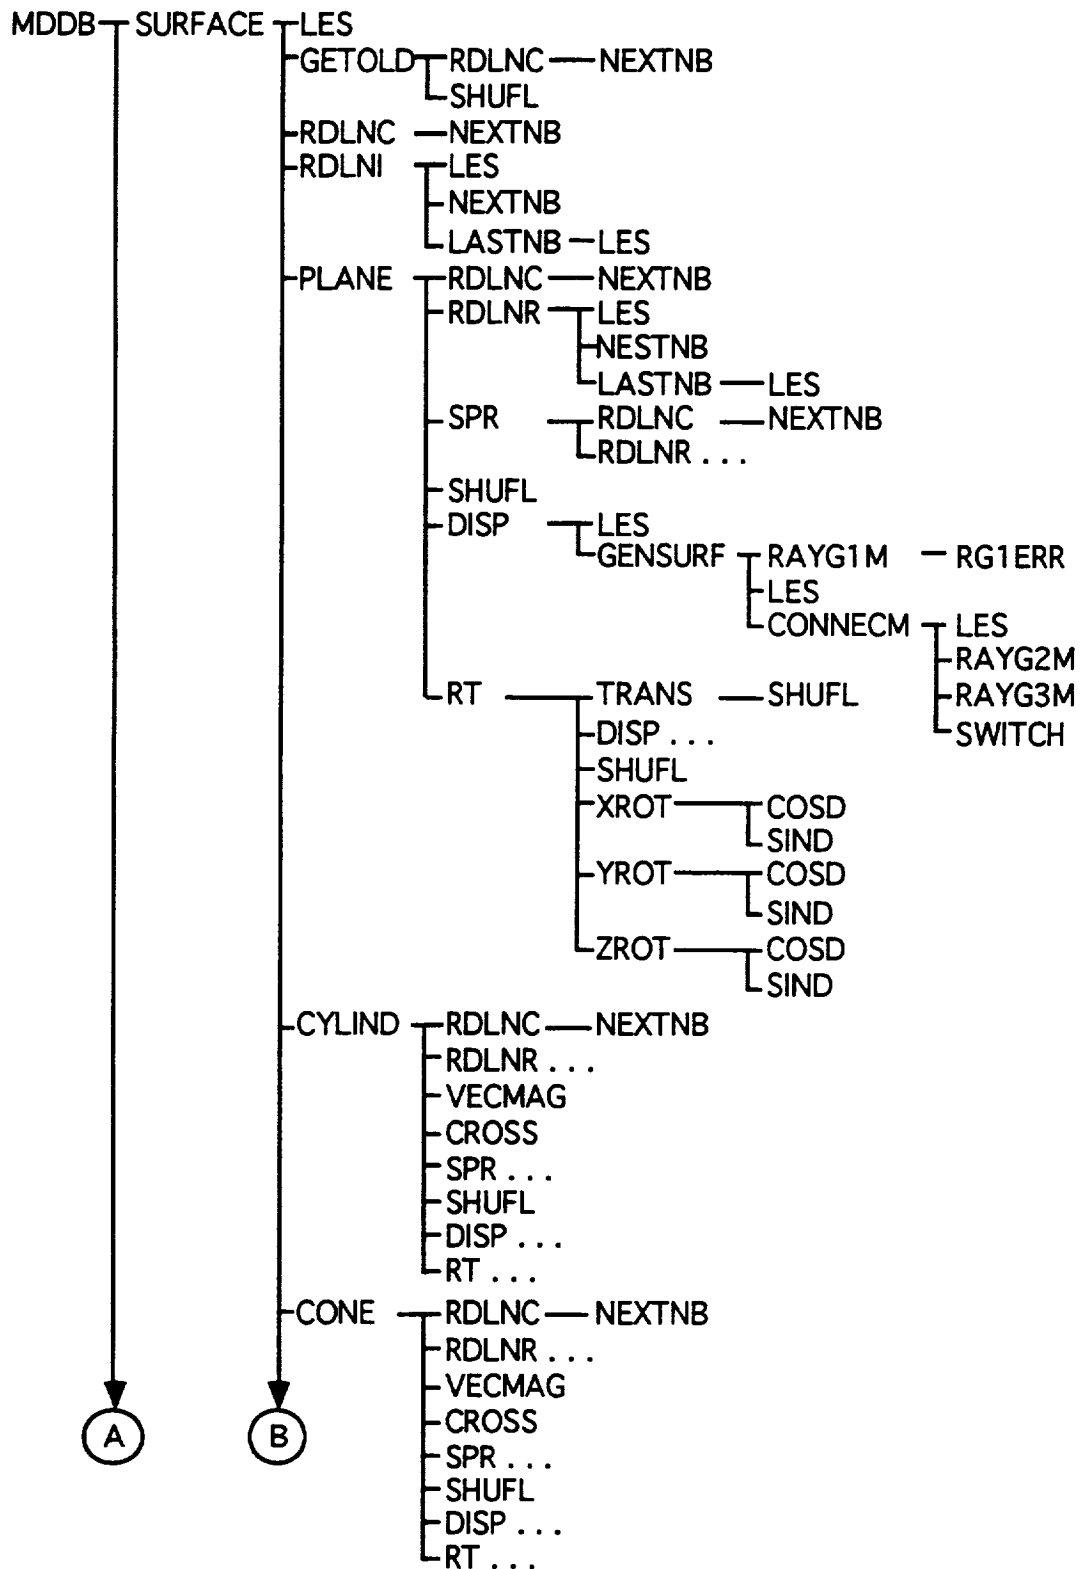 MDDB SURFACE LES
GETOLD RDLNC NEXTNB
SHUFL
RDLNC NEXTNB
RDLNI LES
NEXTNB
LASTNB LES
PLANE RDLNC NEXTNB
RDLNR LES
NESTNB
LASTNB LES
SPR RDLNC NEXTNB
RDLNR . . .
SHUFL
DISP LES
GENSURF RAYG1M RG1ERR
LES
CONNECM LES
RAYG2M
RT TRANS SHUFL RAYG3M
DISP . . . SWITCH
SHUFL
XROT COSD
SIND
YROT COSD
SIND
ZROT COSD
SIND
CYLIND RDLNC NEXTNB
RDLNR . . .
VECMAG
CROSS
SPR . . .
SHUFL
DISP . . .
RT . . .
CONE RDLNC NEXTNB
RDLNR . . .
VECMAG
A B CROSS
SPR . . .
SHUFL
DISP . . .
RT . . .